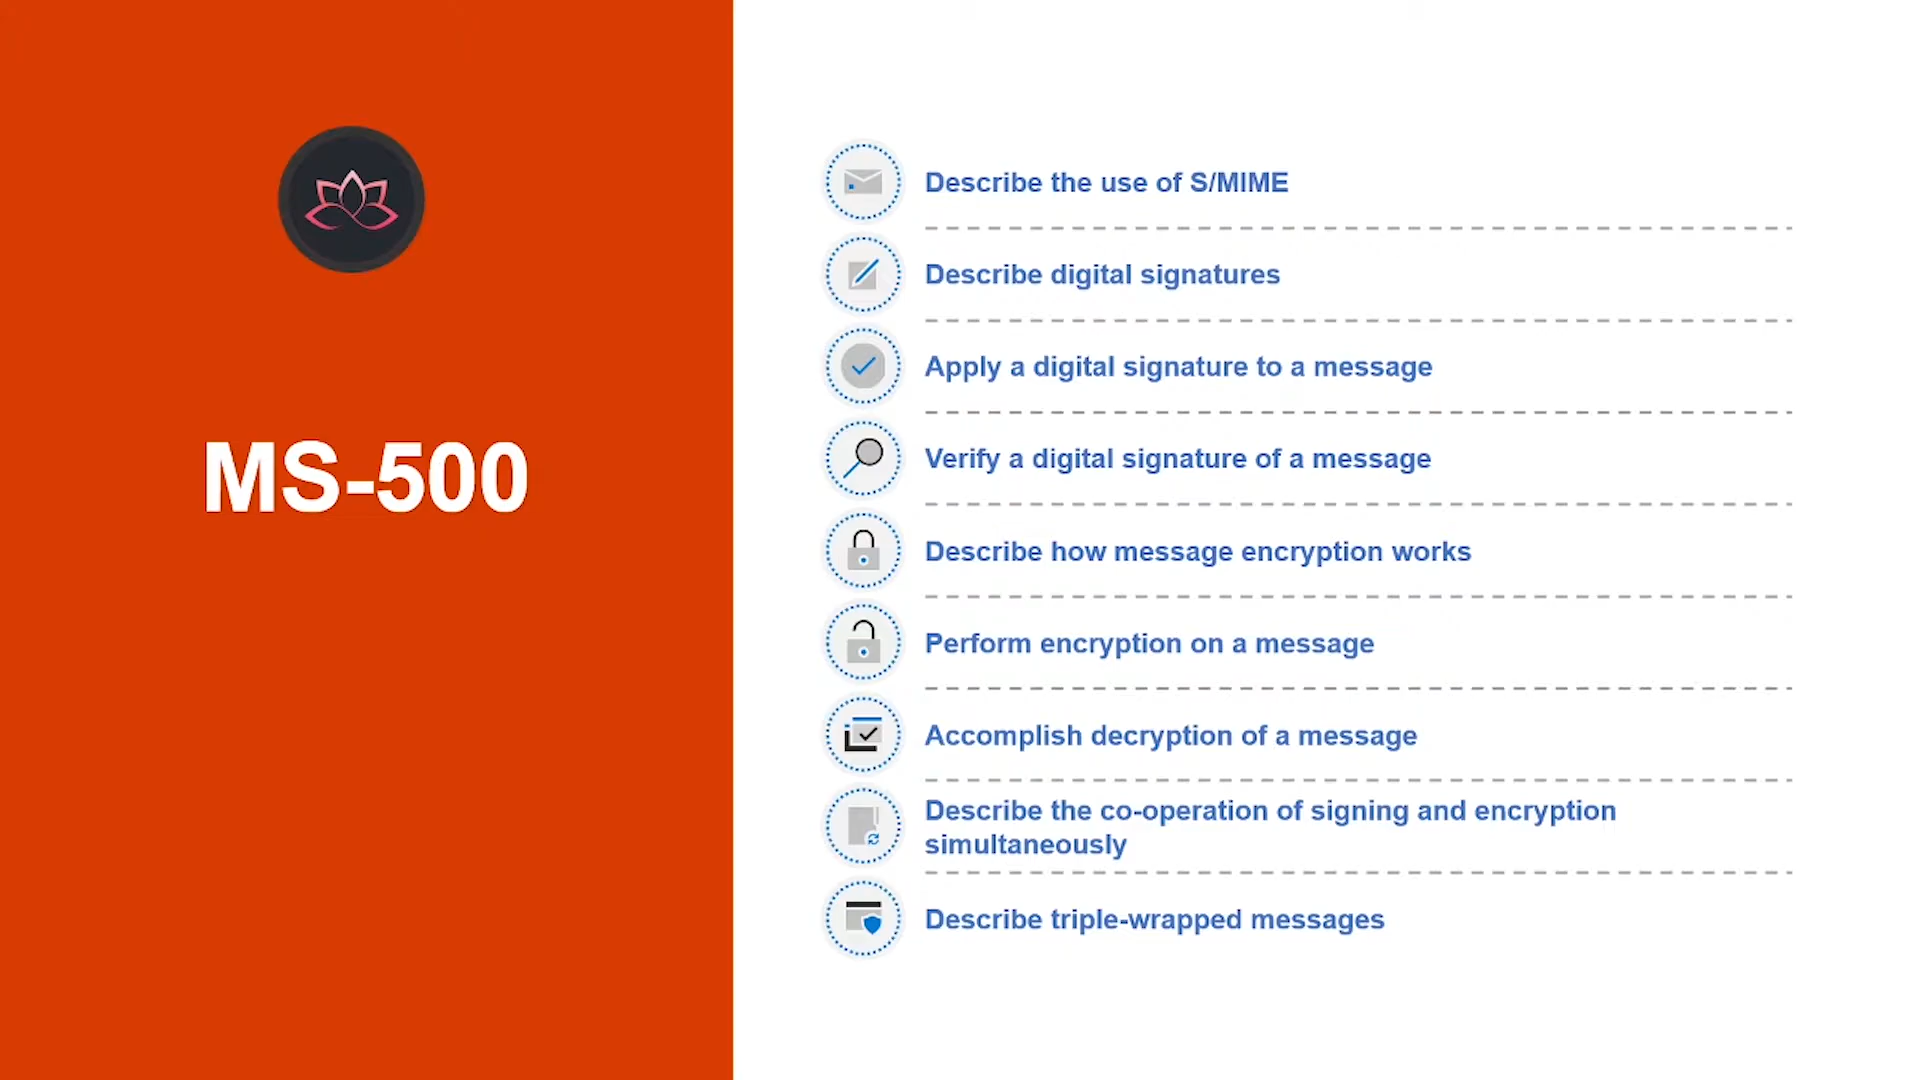 MS-500
Describe the use of S/MIME
Describe digital signatures
Apply a digital signature to a message
Verify a digital signature of a message
Describe how message encryption works
Perform encryption on a message
Accomplish decryption of a message
Describe the co-operation of signing and encryption
simultaneously
Describe triple-wrapped messages